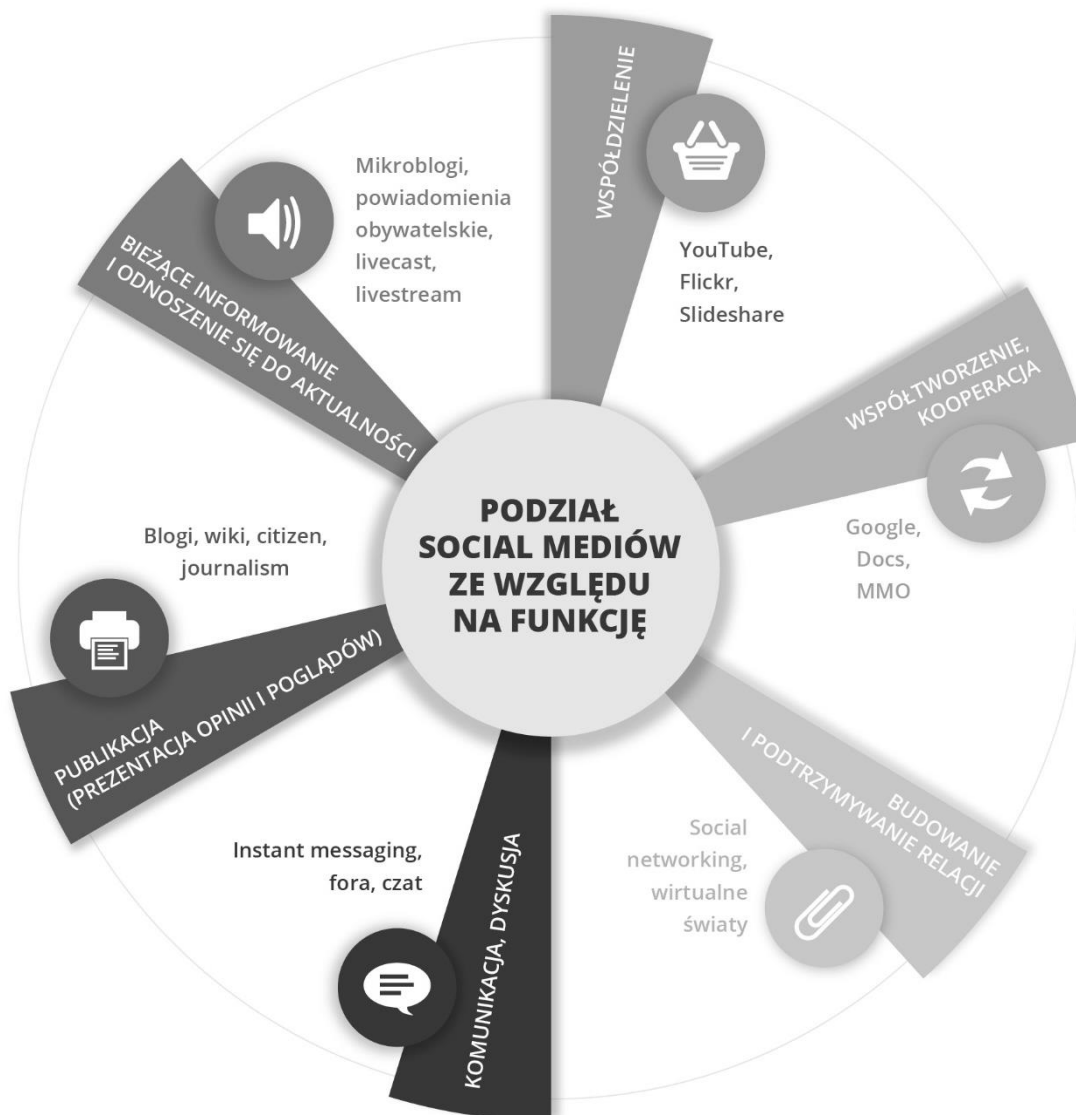 PODZIAŁ
SOCIAL MEDIÓW
ZE WZGLĘDU
NA FUNKCJĘ
WSPÓŁDZIELENIE
YouTube,
Flickr,
Slideshare
WSPÓŁTWORZENIE,
KOOPERACJA
Google,
Docs,
MMO
BUDOWANIE
I PODTRZYMYWANIE RELACJI
Social
networking,
wirtualne
światy
KOMUNIKACJA, DYSKUSJA
Instant messaging,
fora, czat
PUBLIKACJA
(PREZENTACJA OPINII I POGLĄDÓW)
Blogi, wiki, citizen,
journalism
BIEŻĄCE INFORMOWANIE
I ODNOSZENIE SIĘ DO AKTUALNOŚCI
Mikroblogi,
powiadomienia
obywatelskie,
livecast,
livestream